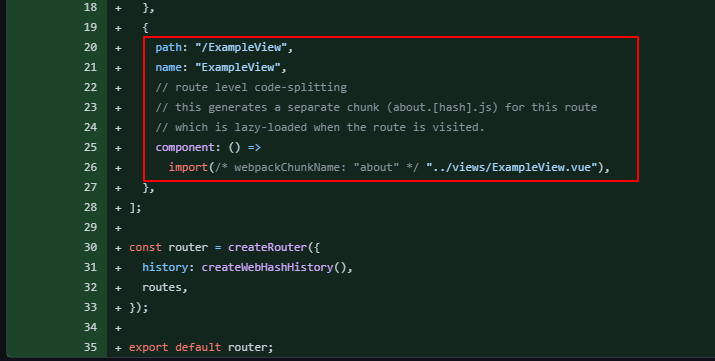 18 +   },
19 +   {
20 +     path: "/ExampleView",
21 +     name: "ExampleView",
22 +     // route level code-splitting
23 +     // this generates a separate chunk (about.[hash].js) for this route
24 +     // which is lazy-loaded when the route is visited.
25 +     component: () =>
26 +       import(/* webpackChunkName: "about" */ "../views/ExampleView.vue"),
27 +   },
28 + ];
29 +
30 + const router = createRouter({
31 +   history: createWebHashHistory(),
32 +   routes,
33 + });
34 +
35 + export default router;